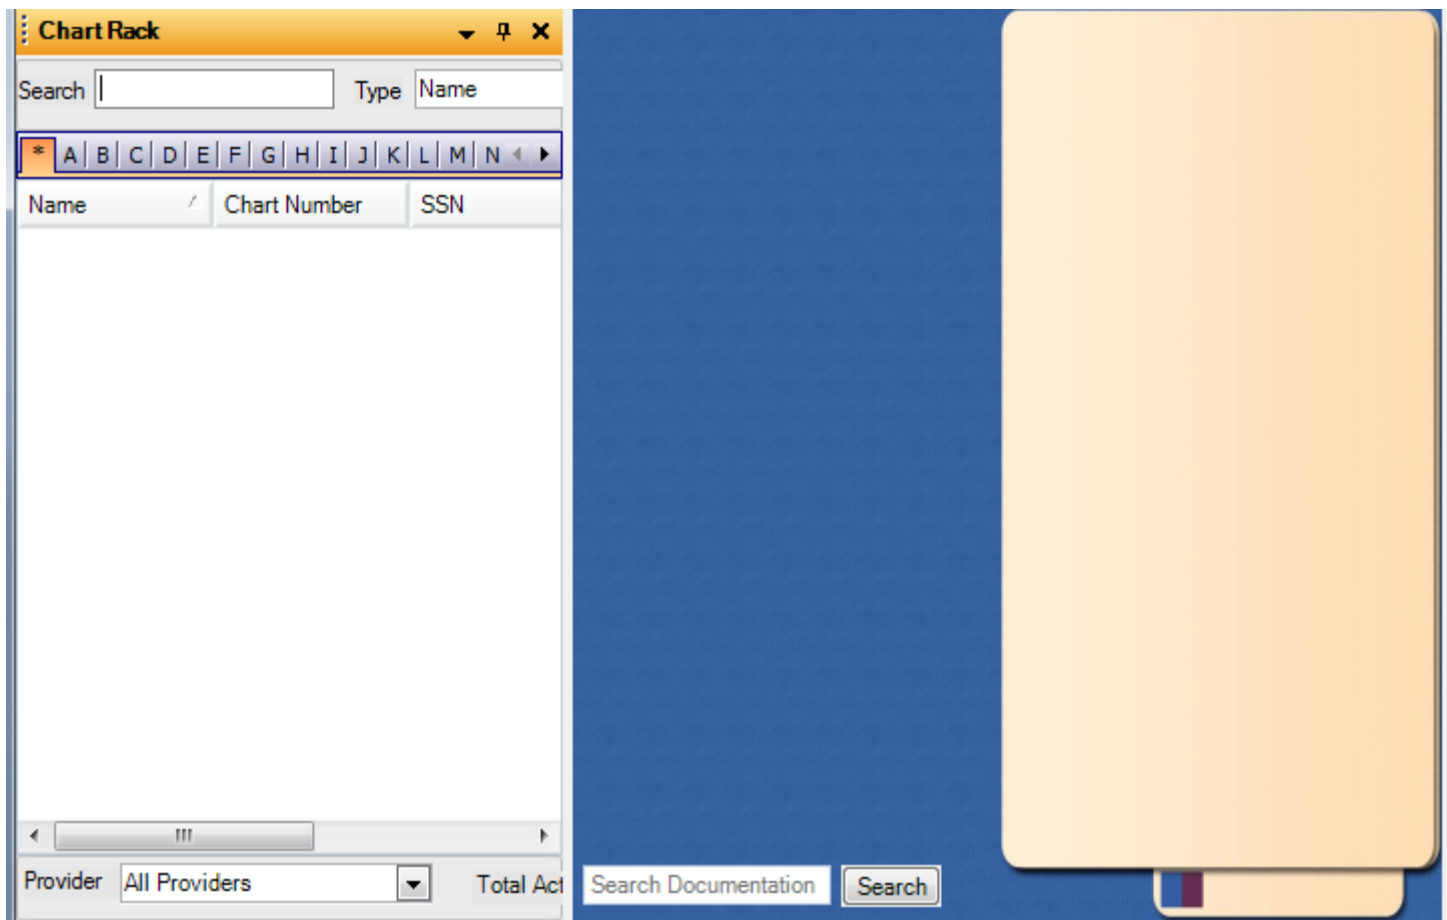 Chart Rack
Search Type Name
* A B C D E F G H I J K L M N
Name Chart Number SSN
Provider All Providers Total Act
Search Documentation Search